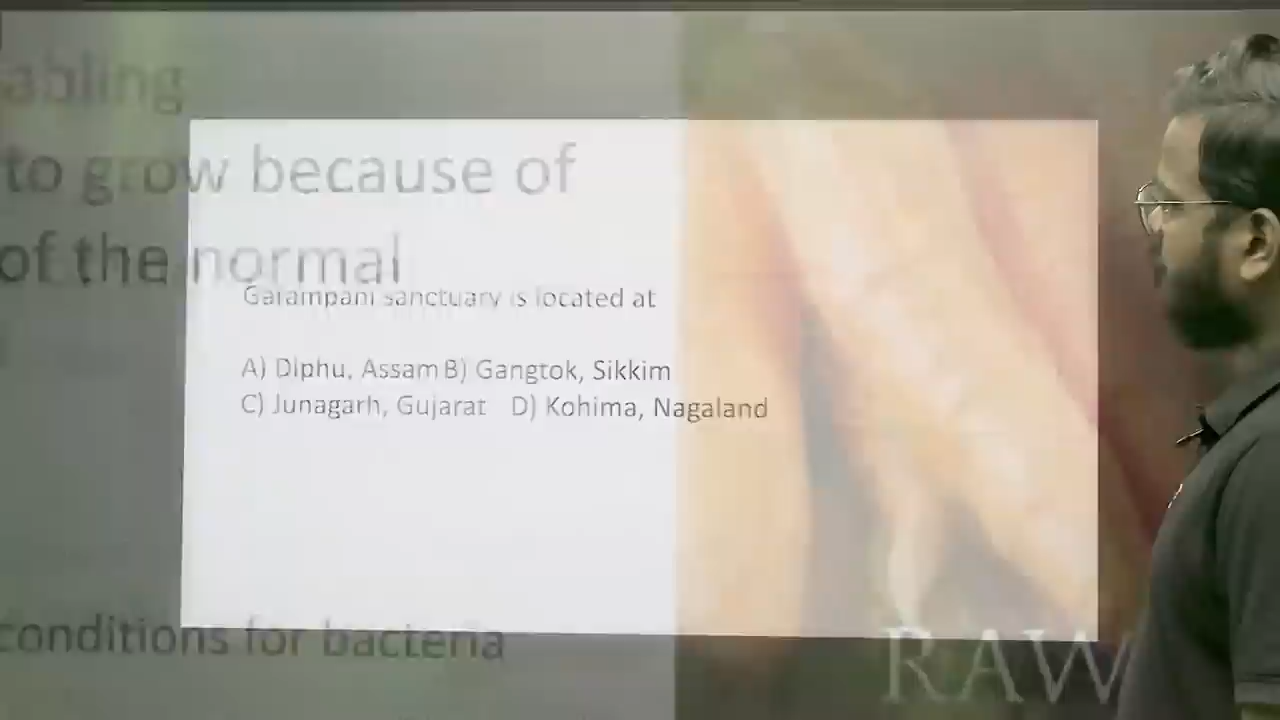 abling
to grow because of
of the normal
Garampani sanctuary is located at
A) Diphu, Assam B) Gangtok, Sikkim
C) Junagarh, Gujarat D) Kohima, Nagaland
conditions for bacteria
RAW